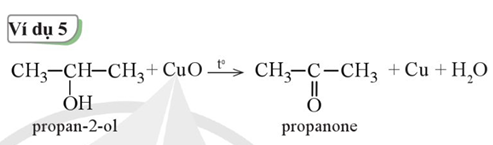 Ví dụ 5
CH₃–CH–CH₃ + CuO →(t°) CH₃–C–CH₃ + Cu + H₂O
OH
O
propan-2-ol propanone